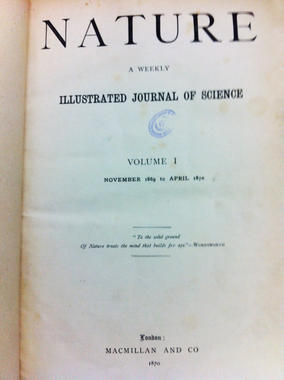 NATURE
A WEEKLY
ILLUSTRATED JOURNAL OF SCIENCE
VOLUME I
NOVEMBER 1869 to APRIL 1870
"To the solid ground
Of Nature trusts the mind that builds for aye."—WORDSWORTH
London:
MACMILLAN AND CO
1870